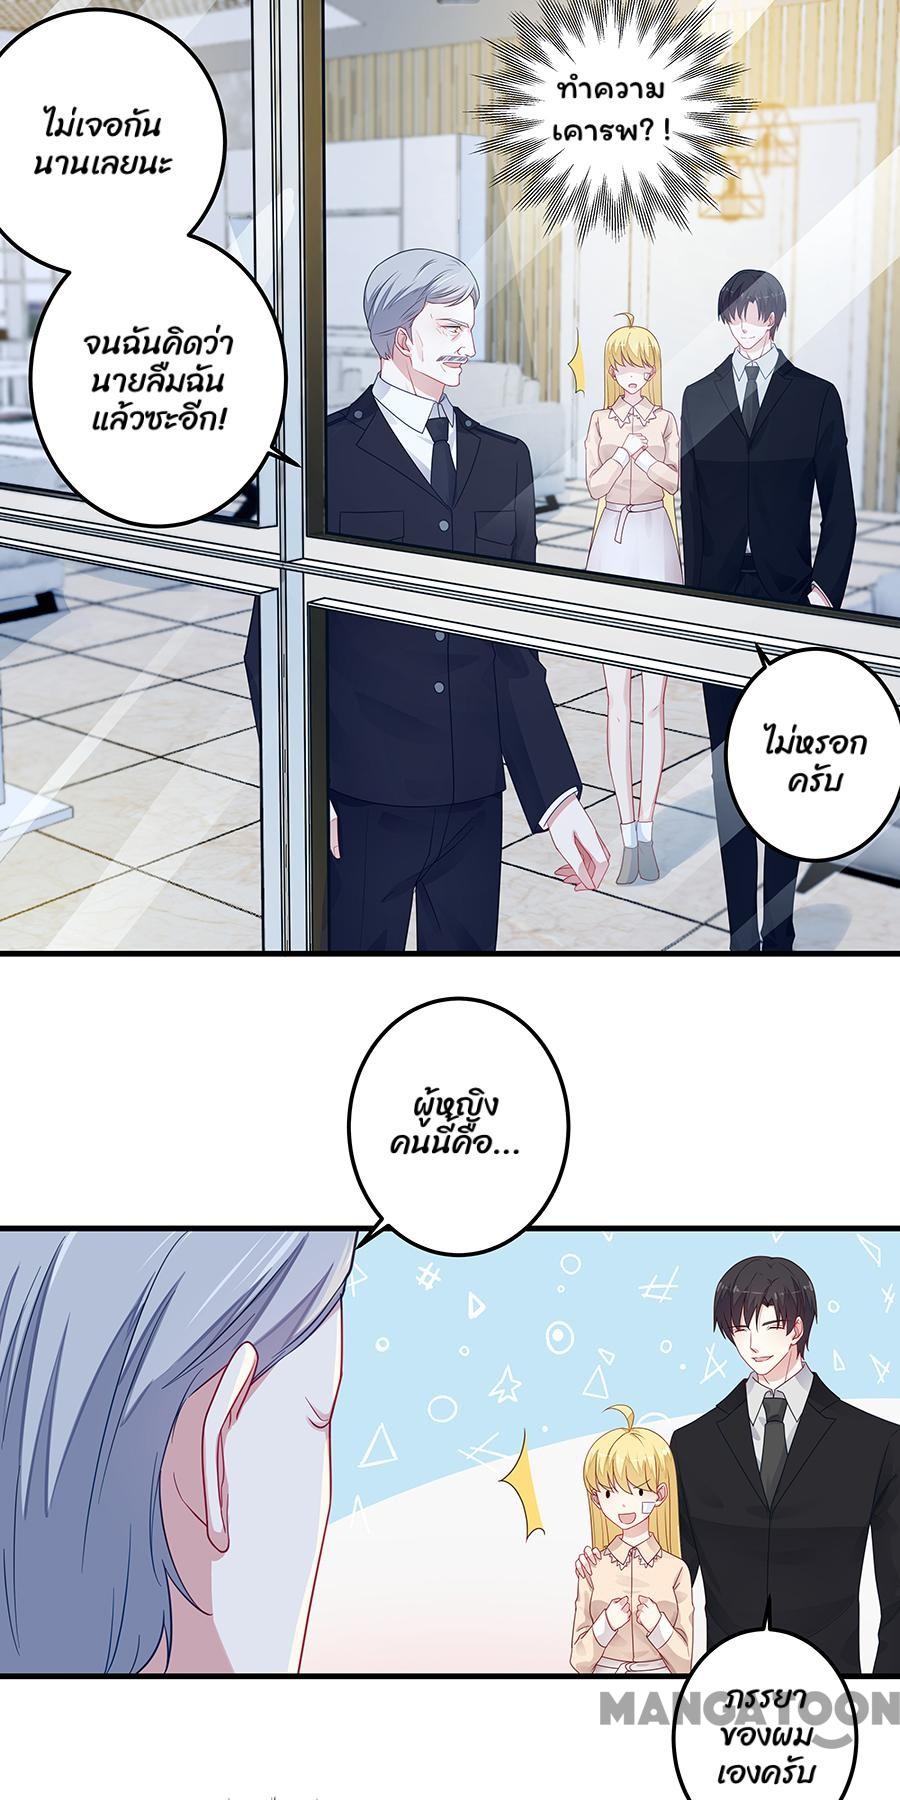 ทำความ
เคารพ? !
ไม่เจอกัน
นานเลยนะ
จนฉันคิดว่า
นายลืมฉัน
แล้วซะอีก!
ไม่หรอก
ครับ
ผู้หญิง
คนนี้คือ...
MANGATOON
ภรรยา
ของผม
เองครับ